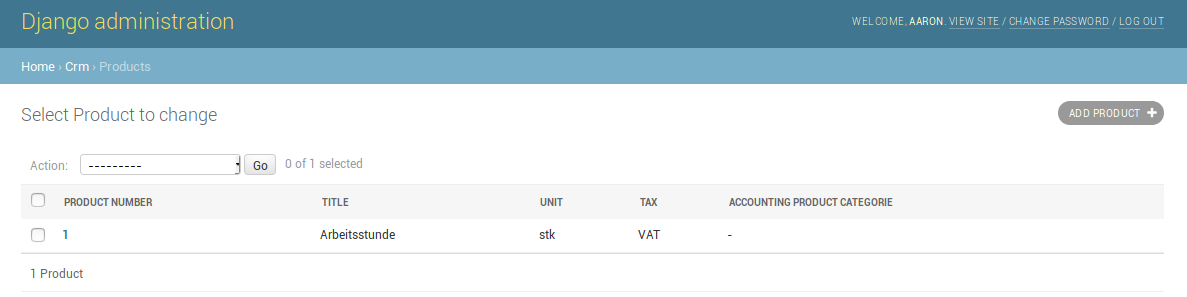 Django administration
WELCOME, AARON. VIEW SITE / CHANGE PASSWORD / LOG OUT
Home › Crm › Products
Select Product to change
ADD PRODUCT +
Action: --------- Go 0 of 1 selected
PRODUCT NUMBER TITLE UNIT TAX ACCOUNTING PRODUCT CATEGORIE
1 Arbeitsstunde stk VAT -
1 Product